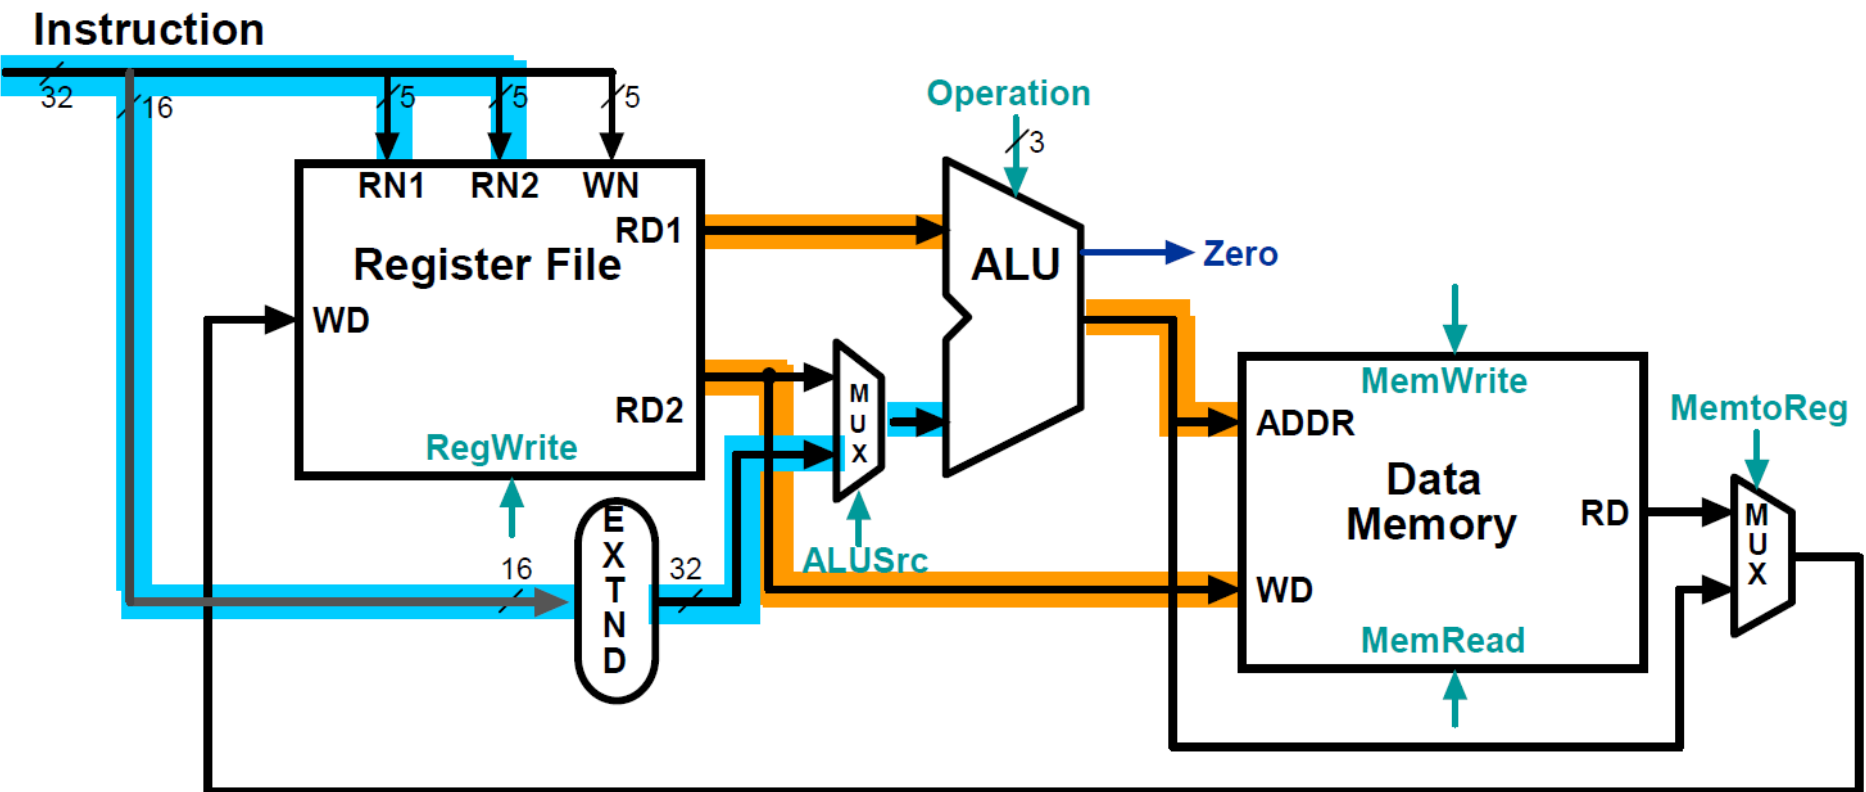 Instruction
32
16
5
5
5
Operation
3
RN1 RN2 WN
RD1
Register File
ALU
Zero
WD
M
U
X
MemWrite
RD2
ADDR
MemtoReg
RegWrite
Data
Memory
RD
M
U
X
E
X
T
N
D
16
32
ALUSrc
WD
MemRead